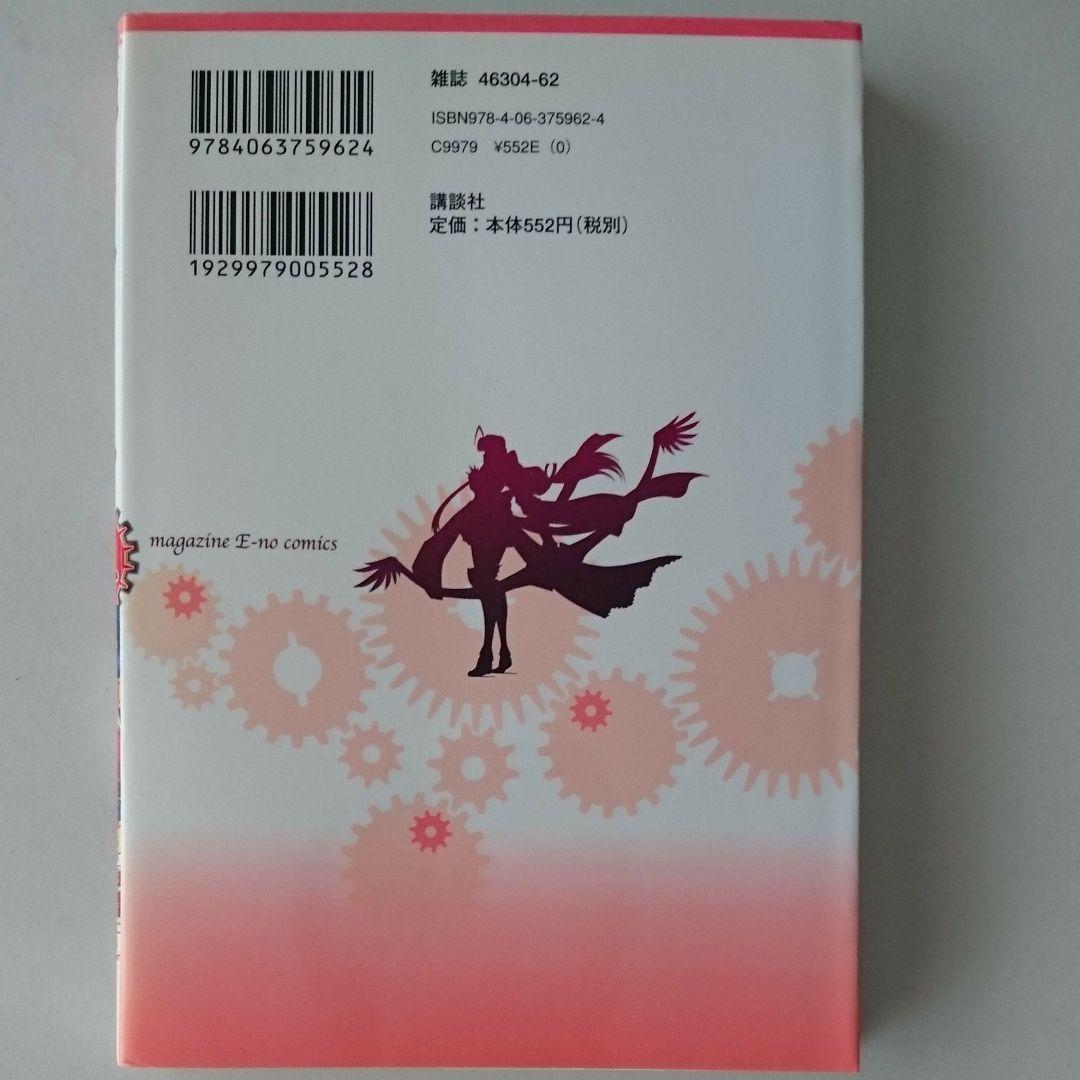 雑誌 46304-62
ISBN978-4-06-375962-4
C9979 ¥552E (0)
9784063759624
講談社
定価：本体552円(税別)
1929979005528
magazine E-no comics